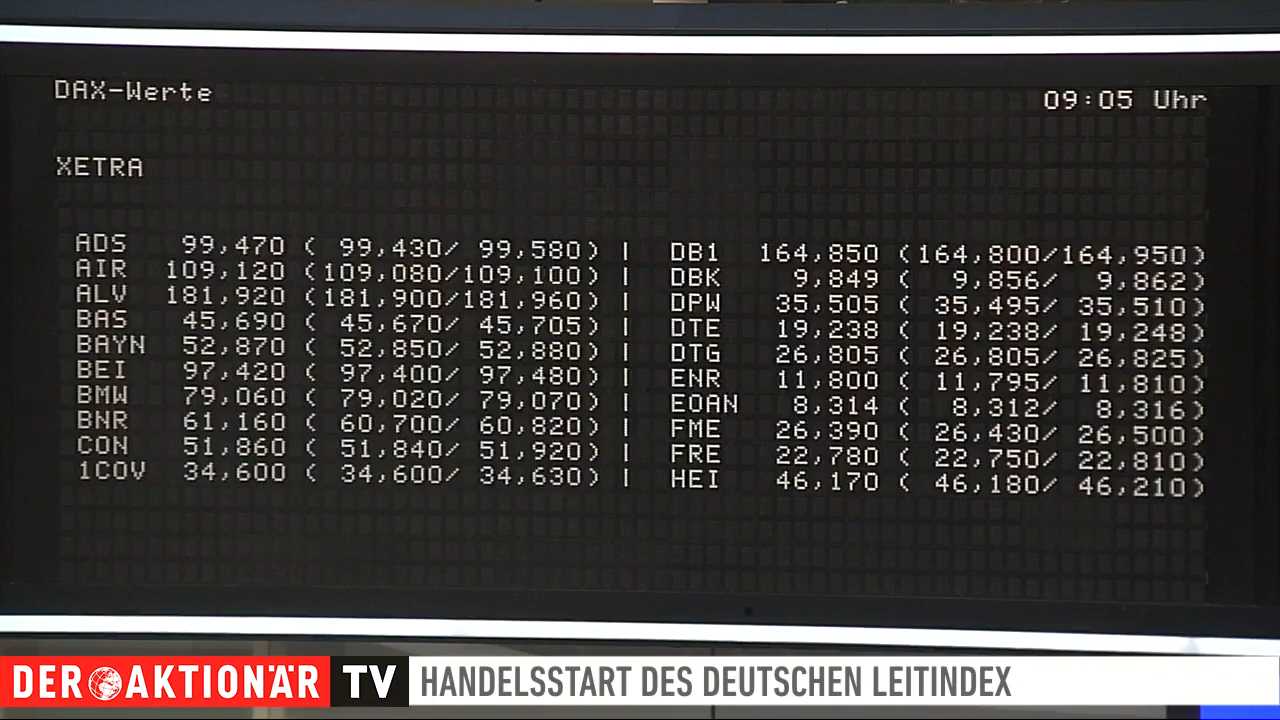 DAX-Werte 09:05 Uhr
XETRA
ADS 99,470 ( 99,430/ 99,580) | DB1 164,850 (164,800/164,950)
AIR 109,120 (109,080/109,100) | DBK 9,849 ( 9,856/ 9,862)
ALV 181,920 (181,900/181,960) | DPW 35,505 ( 35,495/ 35,510)
BAS 45,690 ( 45,670/ 45,705) | DTE 19,238 ( 19,238/ 19,248)
BAYN 52,870 ( 52,850/ 52,880) | DTG 26,805 ( 26,805/ 26,825)
BEI 97,420 ( 97,400/ 97,480) | ENR 11,800 ( 11,795/ 11,810)
BMW 79,060 ( 79,020/ 79,070) | EOAN 8,314 ( 8,312/ 8,316)
BNR 61,160 ( 60,700/ 60,820) | FME 26,390 ( 26,430/ 26,500)
CON 51,860 ( 51,840/ 51,920) | FRE 22,780 ( 22,750/ 22,810)
1COV 34,600 ( 34,600/ 34,630) | HEI 46,170 ( 46,180/ 46,210)
DER AKTIONÄR TV HANDELSSTART DES DEUTSCHEN LEITINDEX